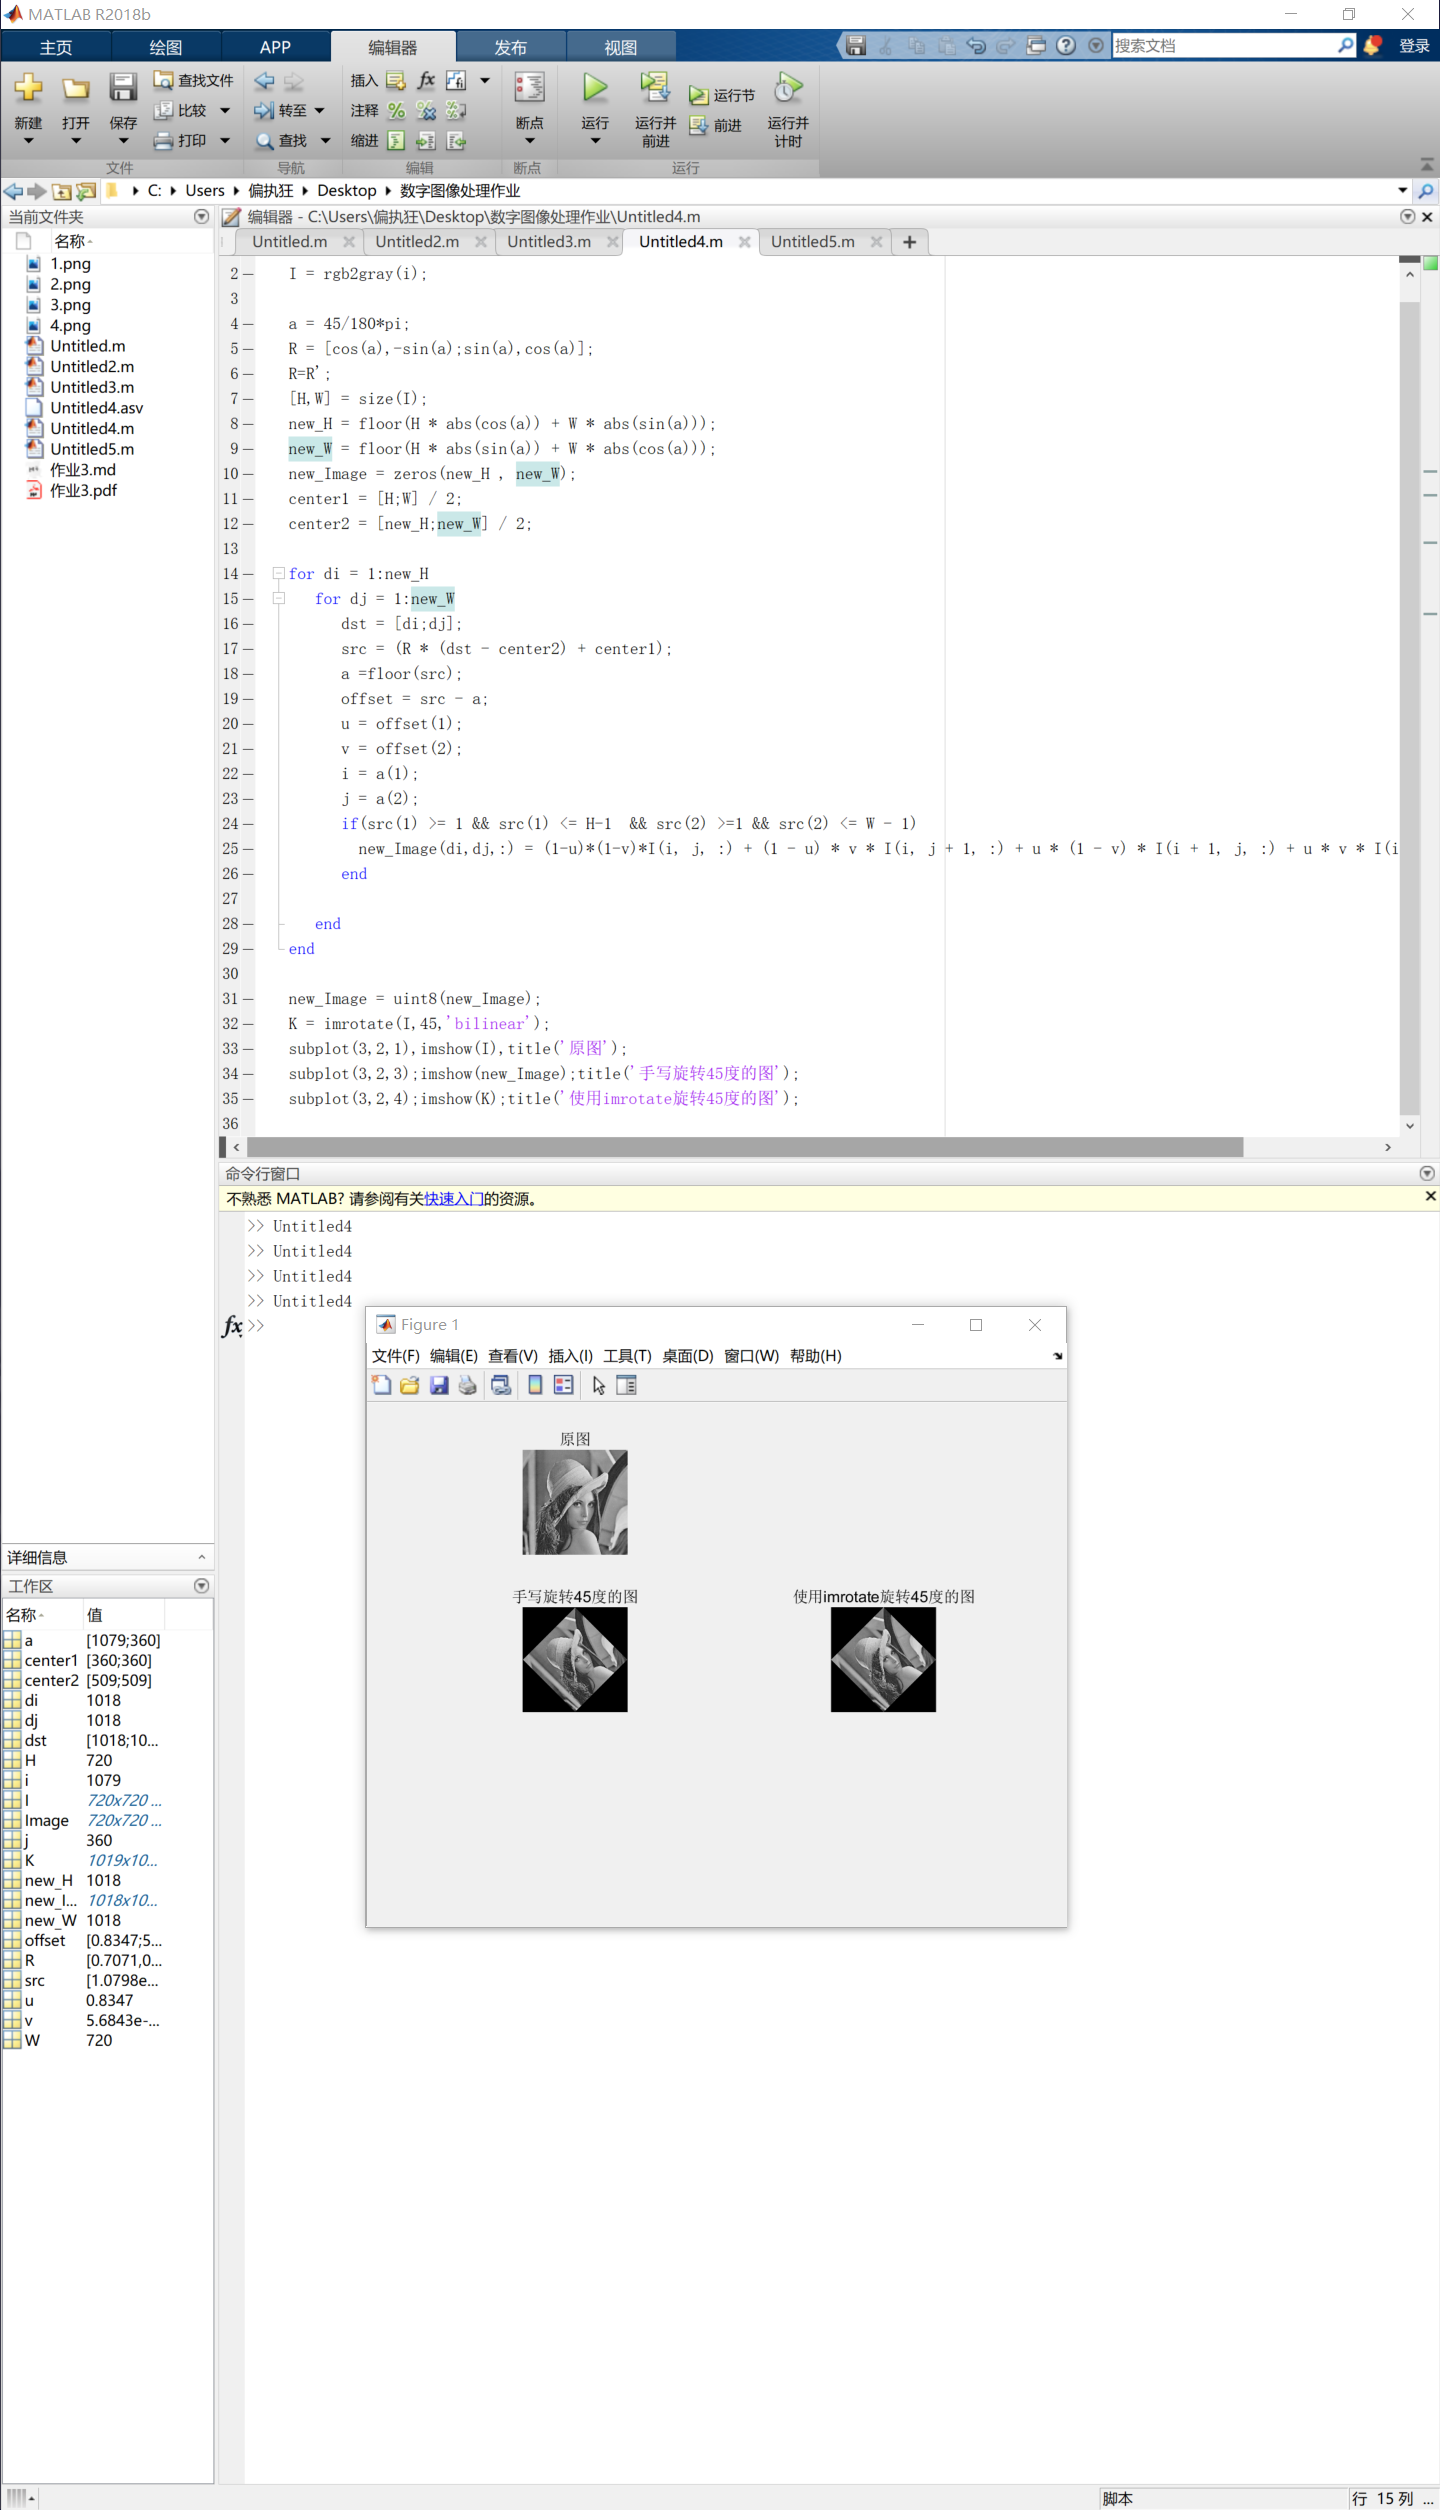 MATLAB R2018b
主页 绘图 APP 编辑器 发布 视图 搜索文档 登录
新建 打开 保存 查找文件 比较 打印 转至 查找 插入 fx 注释 缩进 断点 运行 运行并前进 运行节 前进 运行并计时
文件 导航 编辑 断点 运行
C: Users 偏执狂 Desktop 数字图像处理作业
当前文件夹
名称
1.png
2.png
3.png
4.png
Untitled.m
Untitled2.m
Untitled3.m
Untitled4.asv
Untitled4.m
Untitled5.m
作业3.md
作业3.pdf
编辑器 - C:\Users\偏执狂\Desktop\数字图像处理作业\Untitled4.m
Untitled.m Untitled2.m Untitled3.m Untitled4.m Untitled5.m
2 I = rgb2gray(i);
3
4 a = 45/180*pi;
5 R = [cos(a),-sin(a);sin(a),cos(a)];
6 R=R';
7 [H,W] = size(I);
8 new_H = floor(H * abs(cos(a)) + W * abs(sin(a)));
9 new_W = floor(H * abs(sin(a)) + W * abs(cos(a)));
10 new_Image = zeros(new_H , new_W);
11 center1 = [H;W] / 2;
12 center2 = [new_H;new_W] / 2;
13
14 for di = 1:new_H
15 for dj = 1:new_W
16 dst = [di;dj];
17 src = (R * (dst - center2) + center1);
18 a =floor(src);
19 offset = src - a;
20 u = offset(1);
21 v = offset(2);
22 i = a(1);
23 j = a(2);
24 if(src(1) >= 1 && src(1) <= H-1  && src(2) >=1 && src(2) <= W - 1)
25 new_Image(di,dj,:) = (1-u)*(1-v)*I(i, j, :) + (1 - u) * v * I(i, j + 1, :) + u * (1 - v) * I(i + 1, j, :) + u * v * I(i
26 end
27
28 end
29 end
30
31 new_Image = uint8(new_Image);
32 K = imrotate(I,45,'bilinear');
33 subplot(3,2,1),imshow(I),title('原图');
34 subplot(3,2,3);imshow(new_Image);title('手写旋转45度的图');
35 subplot(3,2,4);imshow(K);title('使用imrotate旋转45度的图');
36
命令行窗口
不熟悉 MATLAB? 请参阅有关快速入门的资源。
>> Untitled4
>> Untitled4
>> Untitled4
>> Untitled4
fx >>
Figure 1
文件(F) 编辑(E) 查看(V) 插入(I) 工具(T) 桌面(D) 窗口(W) 帮助(H)
原图
手写旋转45度的图 使用imrotate旋转45度的图
详细信息
工作区
名称 值
a [1079;360]
center1 [360;360]
center2 [509;509]
di 1018
dj 1018
dst [1018;10...
H 720
i 1079
I 720x720 ...
Image 720x720 ...
j 360
K 1019x10...
new_H 1018
new_I... 1018x10...
new_W 1018
offset [0.8347;5...
R [0.7071,0...
src [1.0798e...
u 0.8347
v 5.6843e-...
W 720
脚本 行 15 列 ...